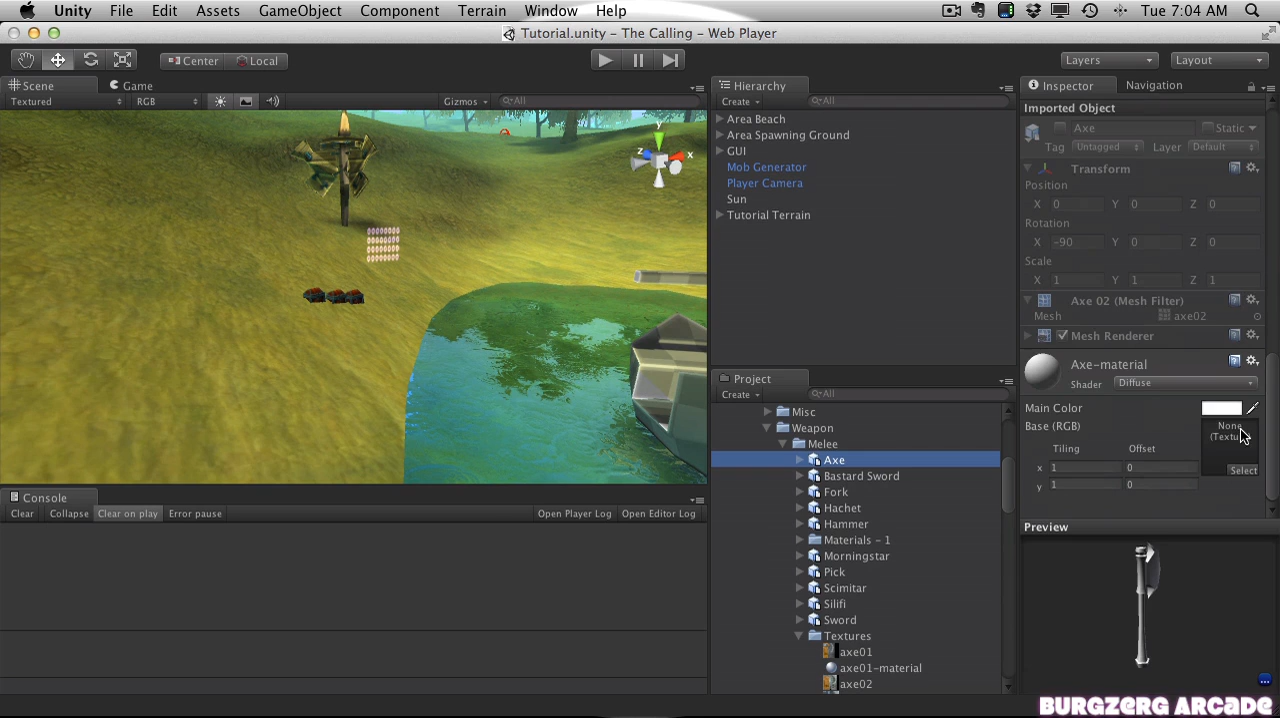 Unity File Edit Assets GameObject Component Terrain Window Help Tue 7:04 AM
Tutorial.unity - The Calling - Web Player
Center Local Layers Layout
Scene Game
Textured RGB Gizmos All
y
z x
Hierarchy
Create All
Area Beach
Area Spawning Ground
GUI
Mob Generator
Player Camera
Sun
Tutorial Terrain
Project
Create All
Misc
Weapon
Melee
Axe
Bastard Sword
Fork
Hachet
Hammer
Materials - 1
Morningstar
Pick
Scimitar
Silifi
Sword
Textures
axe01
axe01-material
axe02
Inspector Navigation
Imported Object
Axe Static
Tag Untagged Layer Default
Transform
Position
X 0 Y 0 Z 0
Rotation
X -90 Y 0 Z 0
Scale
X 1 Y 1 Z 1
Axe 02 (Mesh Filter)
Mesh axe02
Mesh Renderer
Axe-material
Shader Diffuse
Main Color
Base (RGB) None
Tiling Offset
x 1 0
y 1 0
Select
Preview
Console
Clear Collapse Clear on play Error pause Open Player Log Open Editor Log
BURGZERG ARCADE